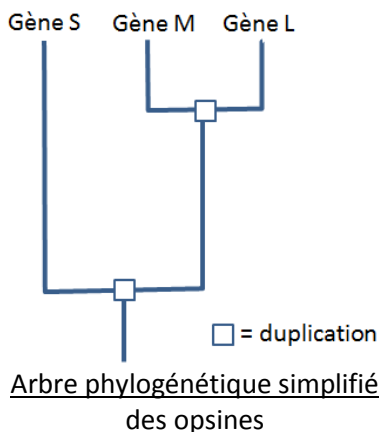 Gène S Gène M Gène L
= duplication
Arbre phylogénétique simplifié
des opsines